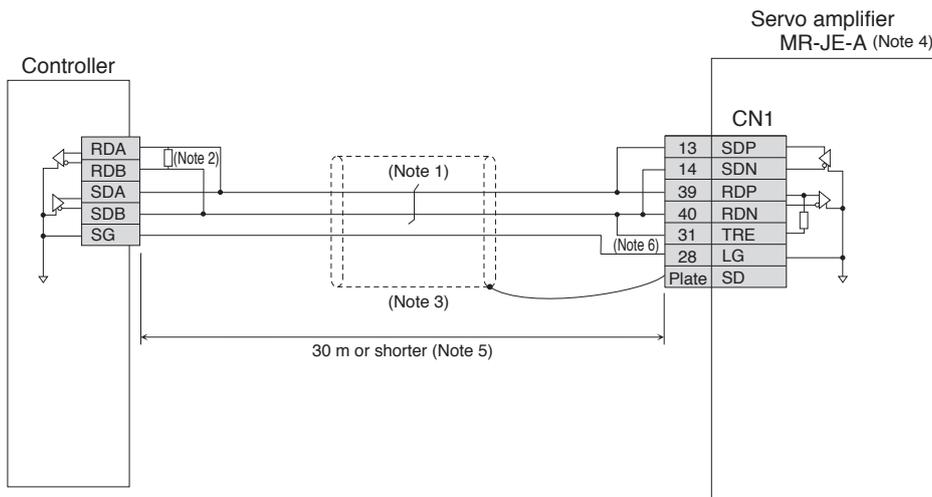 Servo amplifier
MR-JE-A (Note 4)
Controller
CN1
RDA
RDB
SDA
SDB
SG
(Note 2)
(Note 1)
(Note 3)
(Note 6)
13 SDP
14 SDN
39 RDP
40 RDN
31 TRE
28 LG
Plate SD
30 m or shorter (Note 5)